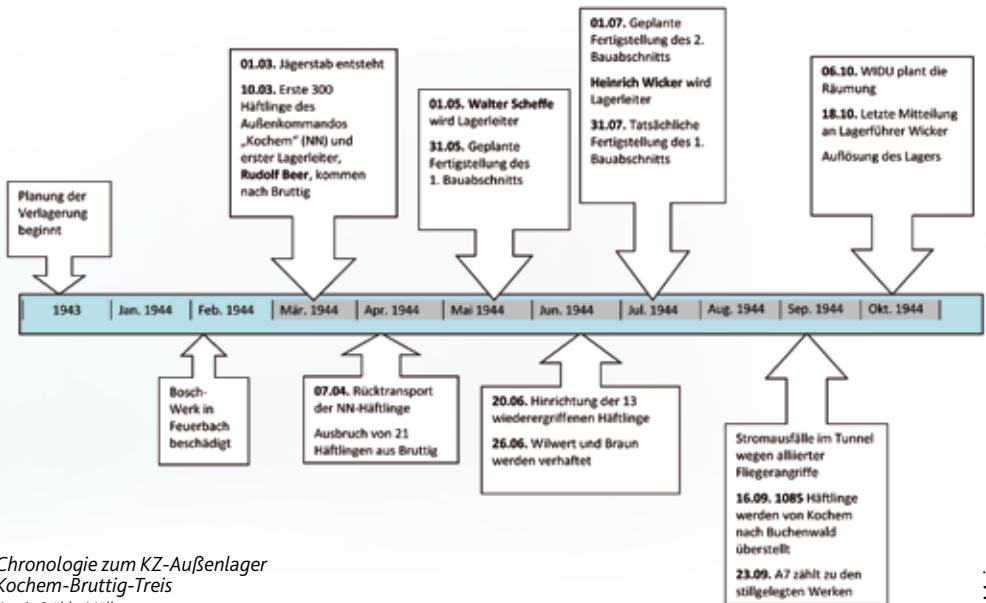 Planung der
Verlagerung
beginnt
01.03. Jägerstab entsteht
10.03. Erste 300
Häftlinge des
Außenkommandos
„Kochem" (NN) und
erster Lagerleiter,
Rudolf Beer, kommen
nach Bruttig
01.05. Walter Scheffe
wird Lagerleiter
31.05. Geplante
Fertigstellung des
1. Bauabschnitts
01.07. Geplante
Fertigstellung des 2.
Bauabschnitts
Heinrich Wicker wird
Lagerleiter
31.07. Tatsächliche
Fertigstellung des 1.
Bauabschnitts
06.10. WIDU plant die
Räumung
18.10. Letzte Mitteilung
an Lagerführer Wicker
Auflösung des Lagers
1943 Jan. 1944 Feb. 1944 Mär. 1944 Apr. 1944 Mai 1944 Jun. 1944 Jul. 1944 Aug. 1944 Sep. 1944 Okt. 1944
Bosch-
Werk in
Feuerbach
beschädigt
07.04. Rücktransport
der NN-Häftlinge
Ausbruch von 21
Häftlingen aus Bruttig
20.06. Hinrichtung der 13
wiederergriffenen Häftlinge
26.06. Wilwert und Braun
werden verhaftet
Stromausfälle im Tunnel
wegen alliierter
Fliegerangriffe
16.09. 1085 Häftlinge
werden von Kochem
nach Buchenwald
überstellt
23.09. A7 zählt zu den
stillgelegten Werken
Chronologie zum KZ-Außenlager
Kochem-Bruttig-Treis